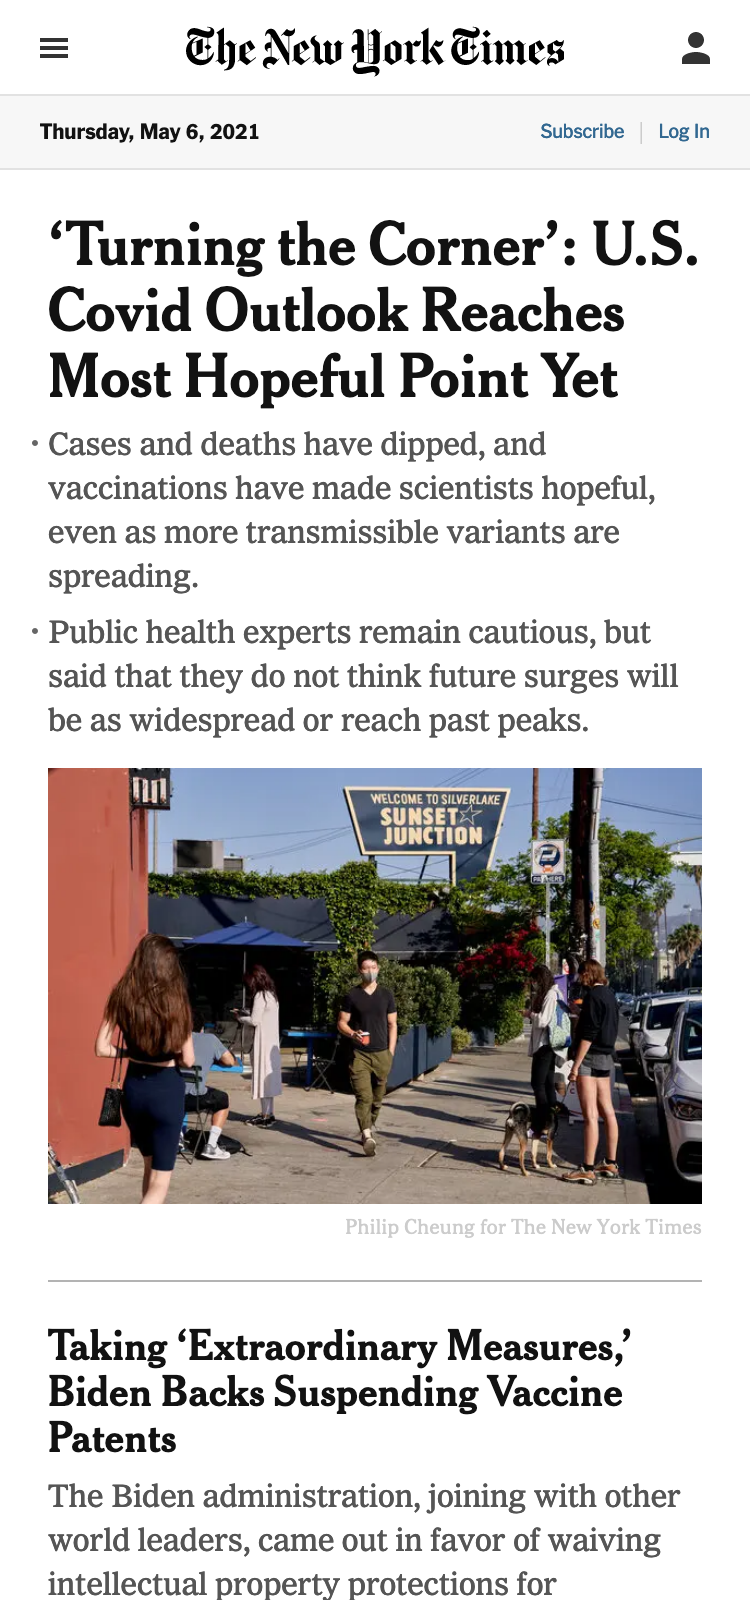 The New York Times
Thursday, May 6, 2021
Subscribe
Log In
‘Turning the Corner’: U.S.
Covid Outlook Reaches
Most Hopeful Point Yet
• Cases and deaths have dipped, and
vaccinations have made scientists hopeful,
even as more transmissible variants are
spreading.
• Public health experts remain cautious, but
said that they do not think future surges will
be as widespread or reach past peaks.
WELCOME TO SILVERLAKE
SUNSET
JUNCTION
P
PAY HERE
Philip Cheung for The New York Times
Taking ‘Extraordinary Measures,’
Biden Backs Suspending Vaccine
Patents
The Biden administration, joining with other
world leaders, came out in favor of waiving
intellectual property protections for